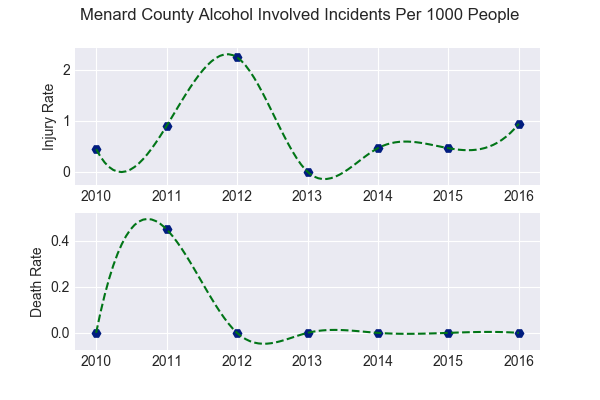 Menard County Alcohol Involved Incidents Per 1000 People
Injury Rate
2
1
0
2010 2011 2012 2013 2014 2015 2016
Death Rate
0.4
0.2
0.0
2010 2011 2012 2013 2014 2015 2016